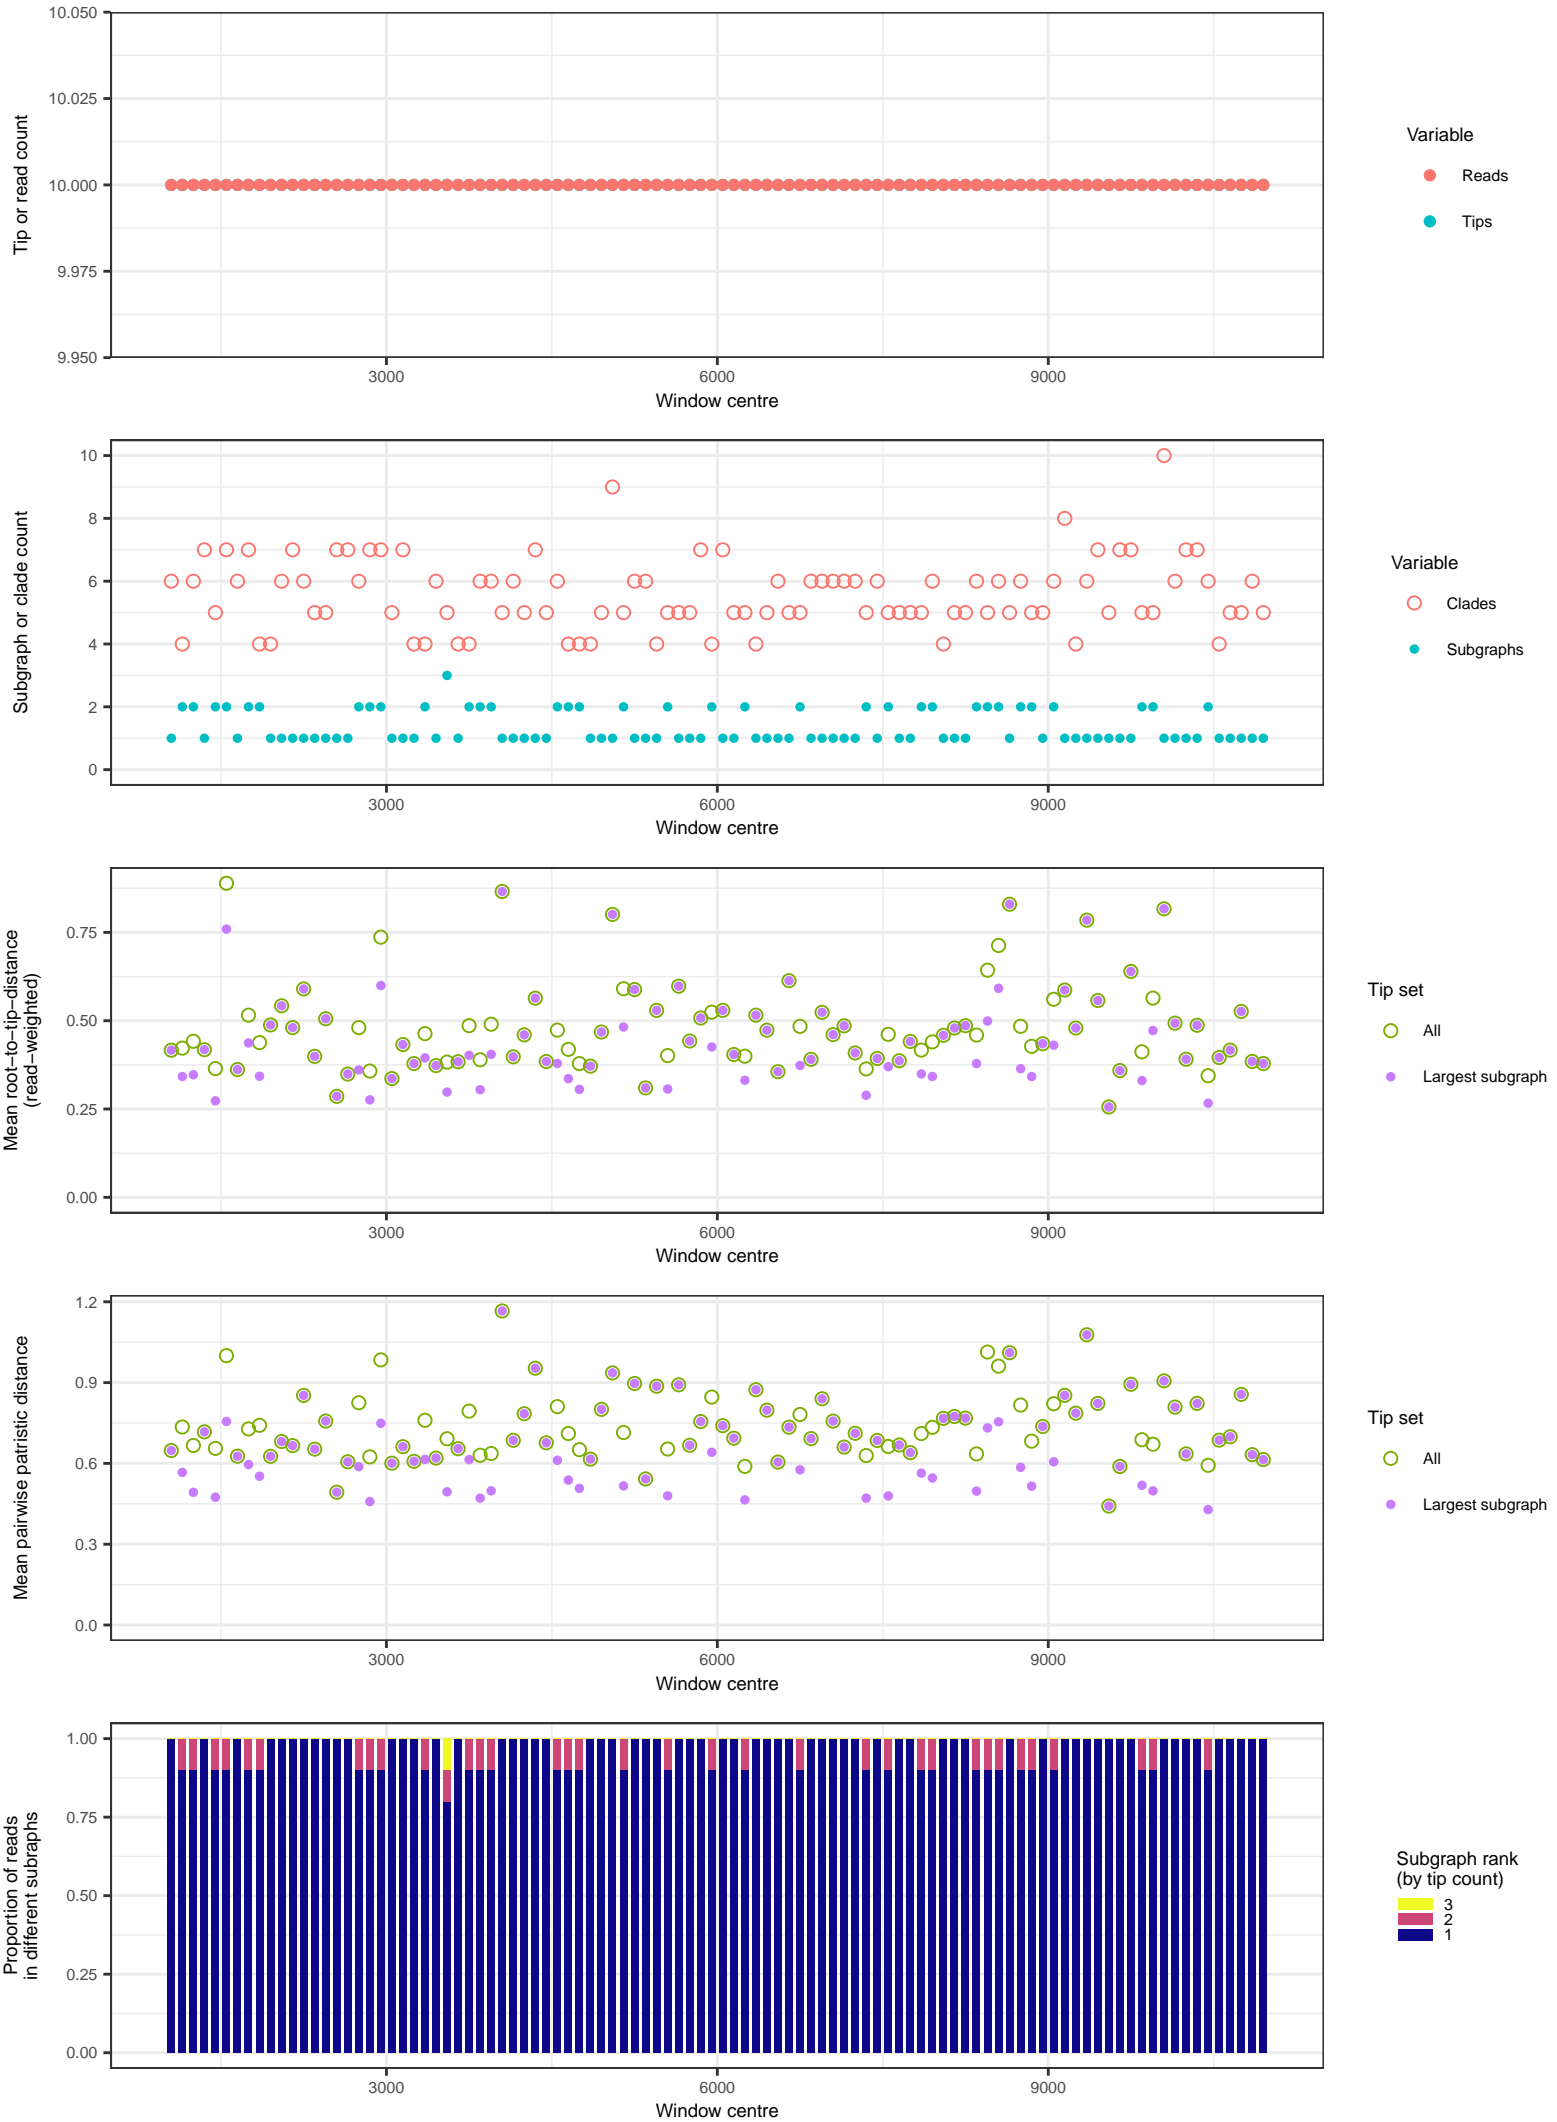 10.050
10.025
10.000
9.975
9.950
Tip or read count
3000
6000
9000
Window centre
Variable
Reads
Tips
10
8
6
4
2
0
Subgraph or clade count
3000
6000
9000
Window centre
Variable
Clades
Subgraphs
0.75
0.50
0.25
0.00
Mean root−to−tip−distance
(read−weighted)
3000
6000
9000
Window centre
Tip set
All
Largest subgraph
1.2
0.9
0.6
0.3
0.0
Mean pairwise patristic distance
3000
6000
9000
Window centre
Tip set
All
Largest subgraph
1.00
0.75
0.50
0.25
0.00
Proportion of reads
in different subraphs
3000
6000
9000
Window centre
Subgraph rank
(by tip count)
3
2
1